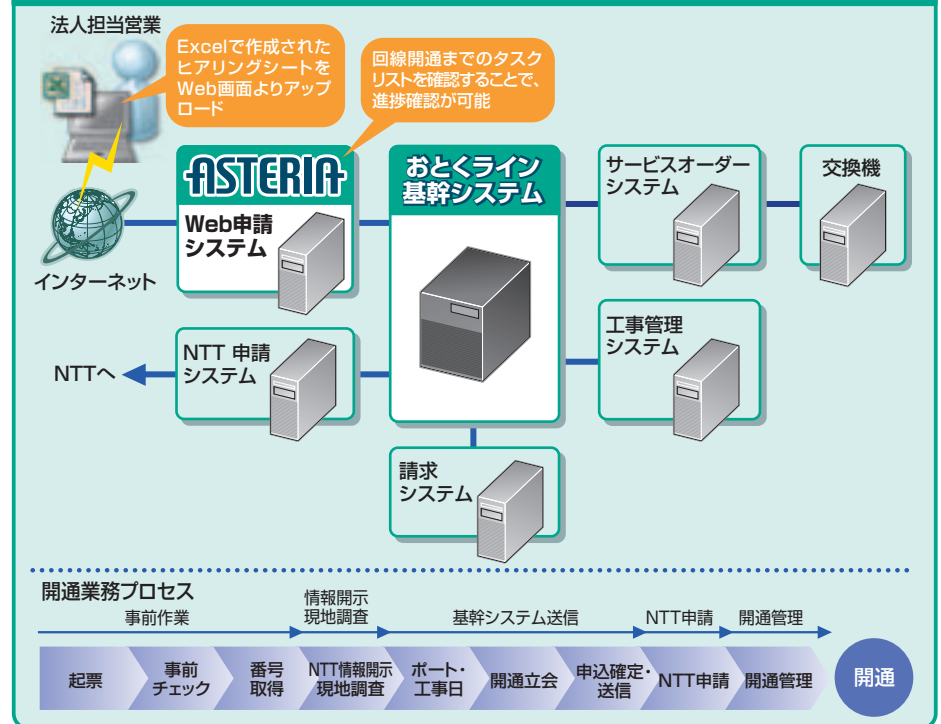 法人担当営業
Excelで作成された
ヒアリングシートを
Web画面よりアップ
ロード
回線開通までのタスク
リストを確認することで、
進捗確認が可能
インターネット
ASTERIA
Web申請
システム
おとくライン
基幹システム
サービスオーダー
システム
交換機
NTTへ
NTT 申請
システム
工事管理
システム
請求
システム
開通業務プロセス
事前作業
情報開示
現地調査
基幹システム送信
NTT申請
開通管理
起票
事前
チェック
番号
取得
NTT情報開示
現地調査
ポート・
工事日
開通立会
申込確定・
送信
NTT申請
開通管理
開通